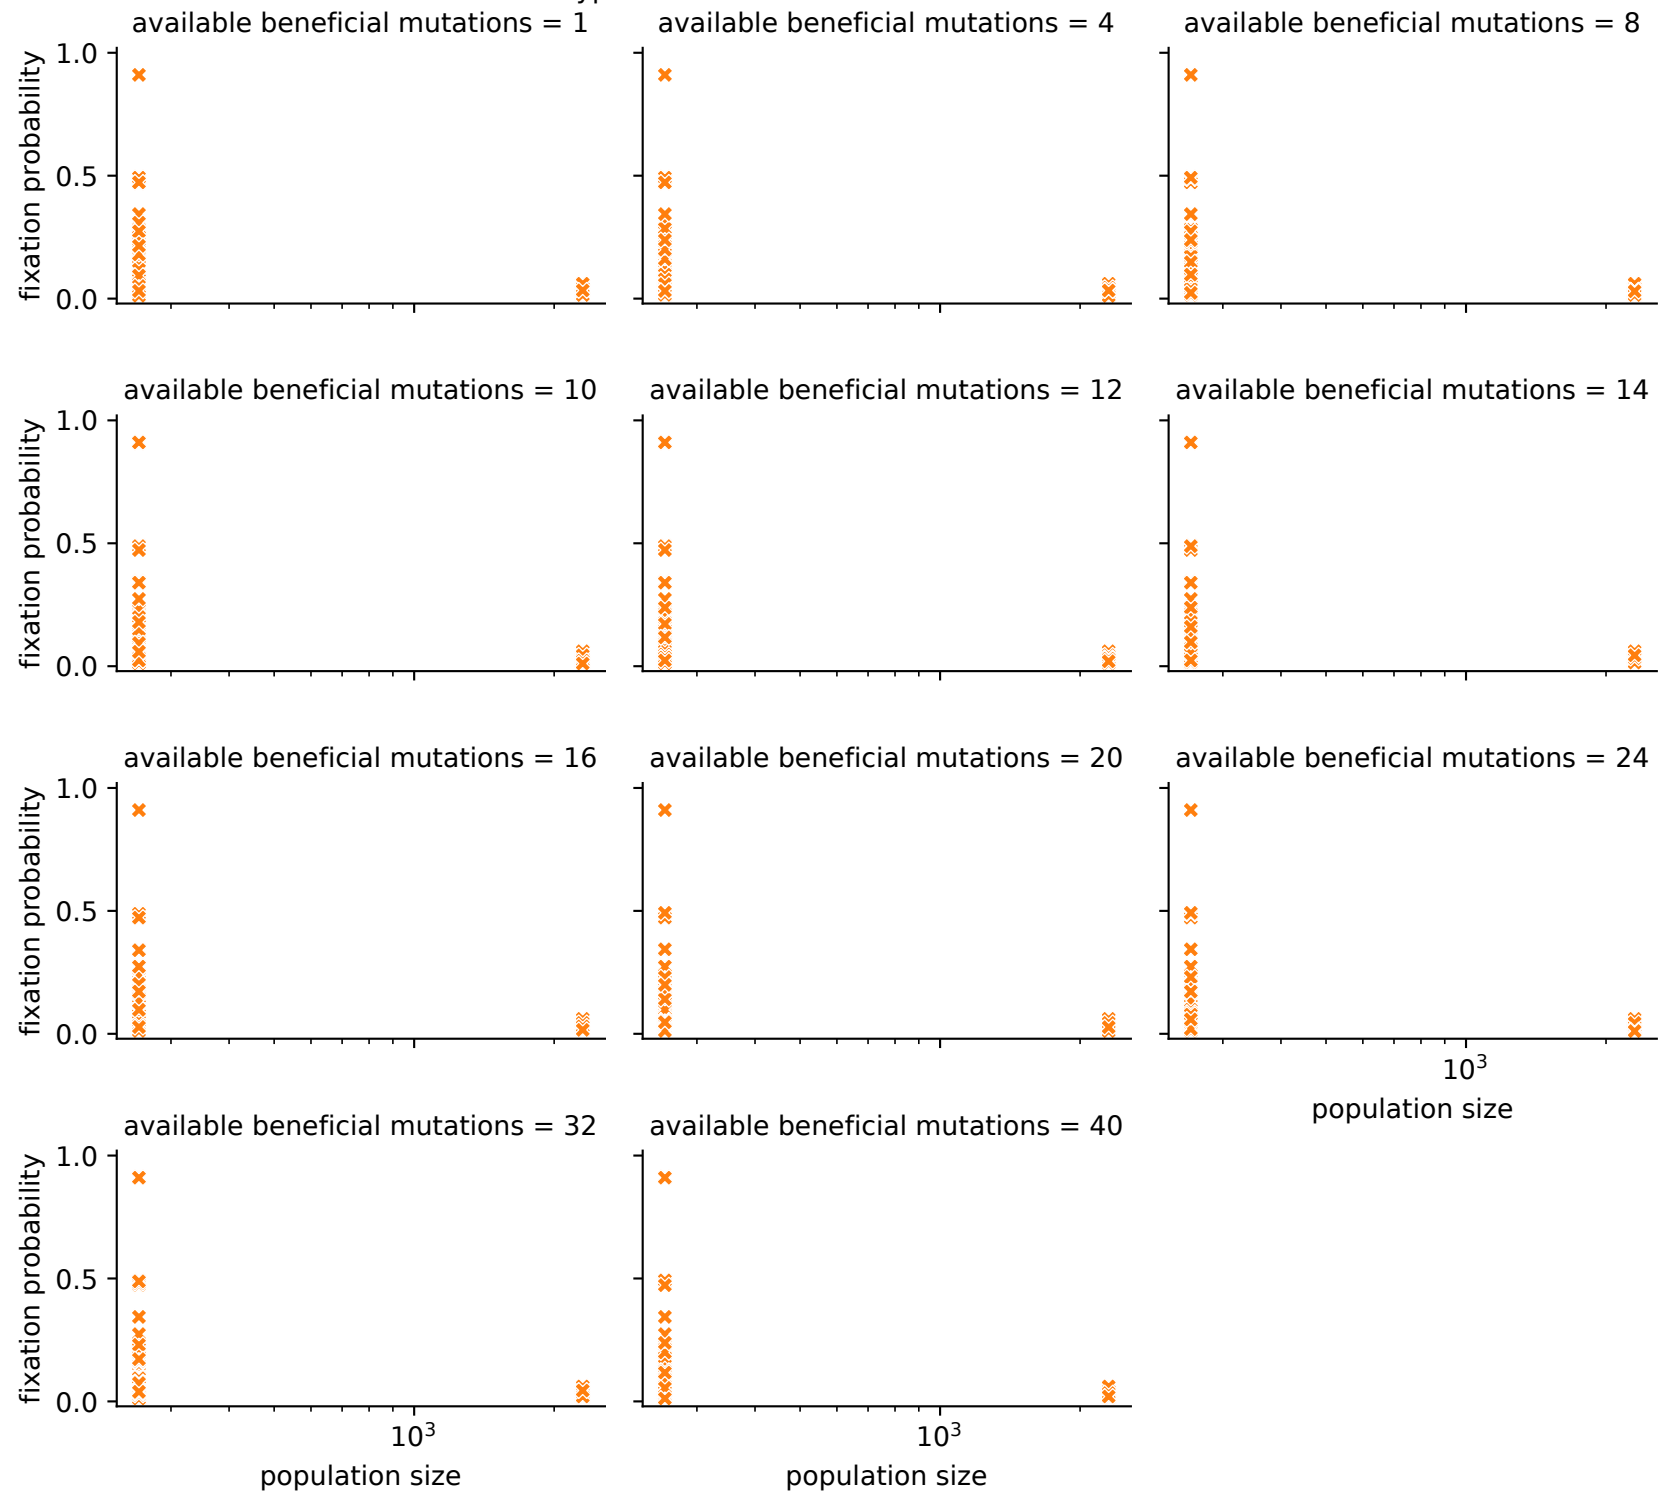 available beneficial mutations = 1
available beneficial mutations = 4
available beneficial mutations = 8
1.0
0.5
0.0
fixation probability
available beneficial mutations = 10
available beneficial mutations = 12
available beneficial mutations = 14
1.0
0.5
0.0
fixation probability
available beneficial mutations = 16
available beneficial mutations = 20
available beneficial mutations = 24
1.0
0.5
0.0
fixation probability
10³
population size
available beneficial mutations = 32
available beneficial mutations = 40
1.0
0.5
0.0
fixation probability
10³
10³
population size
population size